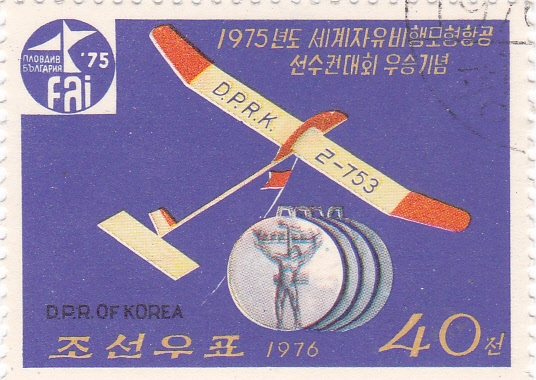 ПЛОВДИВ '75
БЪЛГАРИЯ
FAI
1975년도 세계자유비행모형항공
선수권대회 우승기념
D.P.R.K.
2-753
D.P.R. OF KOREA
조선우표 1976 40전